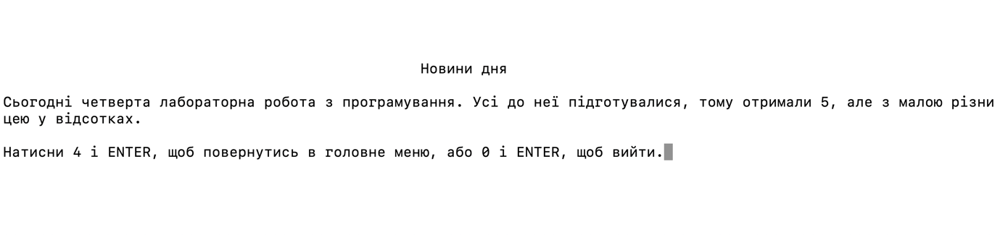 Новини дня
Сьогодні четверта лабораторна робота з програмування. Усі до неї підготувалися, тому отримали 5, але з малою різни
цею у відсотках.
Натисни 4 і ENTER, щоб повернутись в головне меню, або 0 і ENTER, щоб вийти.